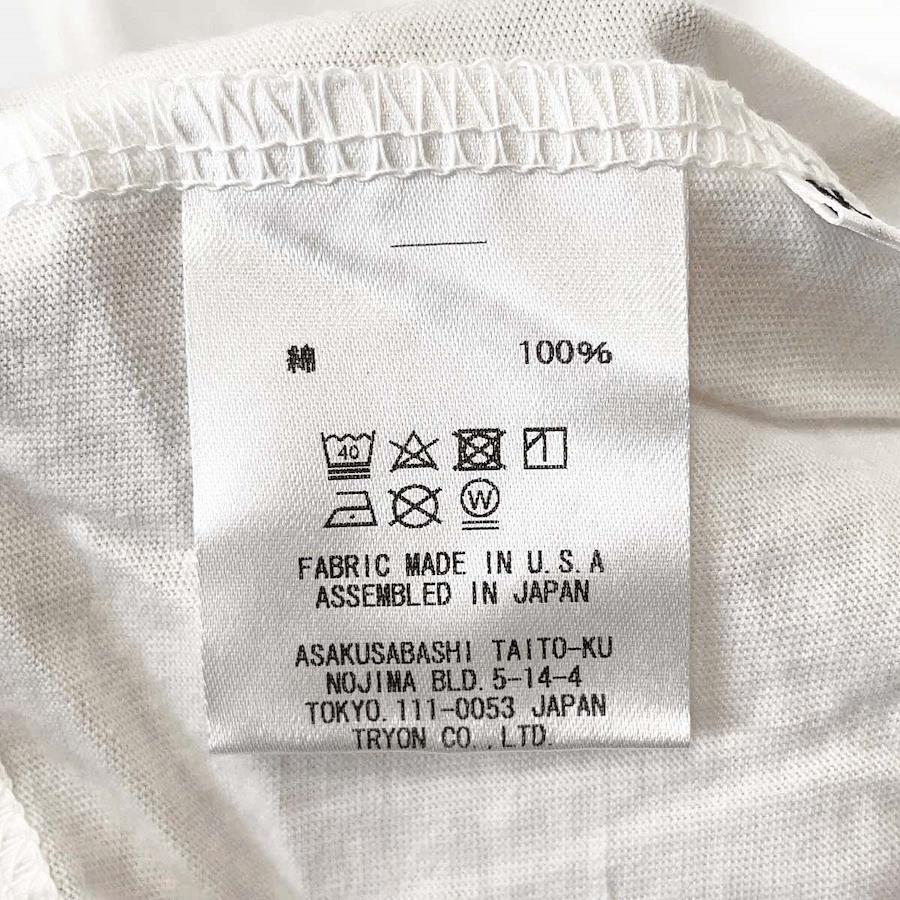 綿 100%
40
W
FABRIC MADE IN U.S.A
ASSEMBLED IN JAPAN
ASAKUSABASHI TAITO-KU
NOJIMA BLD. 5-14-4
TOKYO. 111-0053 JAPAN
TRYON CO.,LTD.